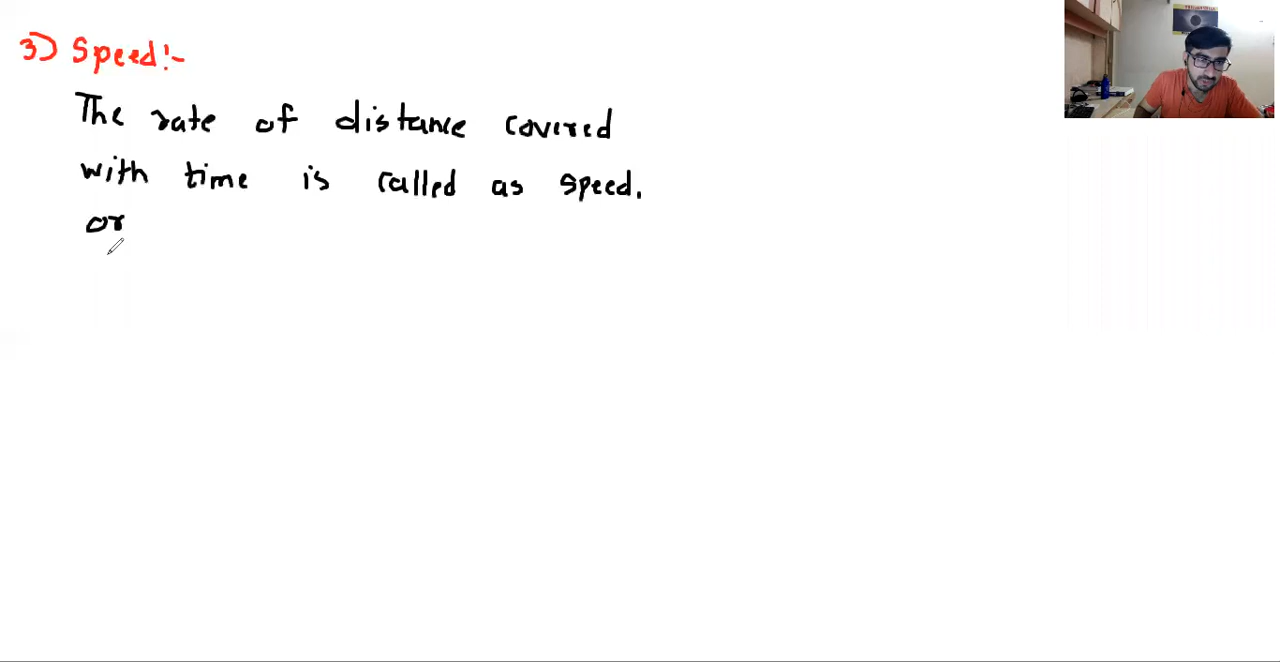 3) Speed:-
The rate of distance covered
with time is called as speed.
or